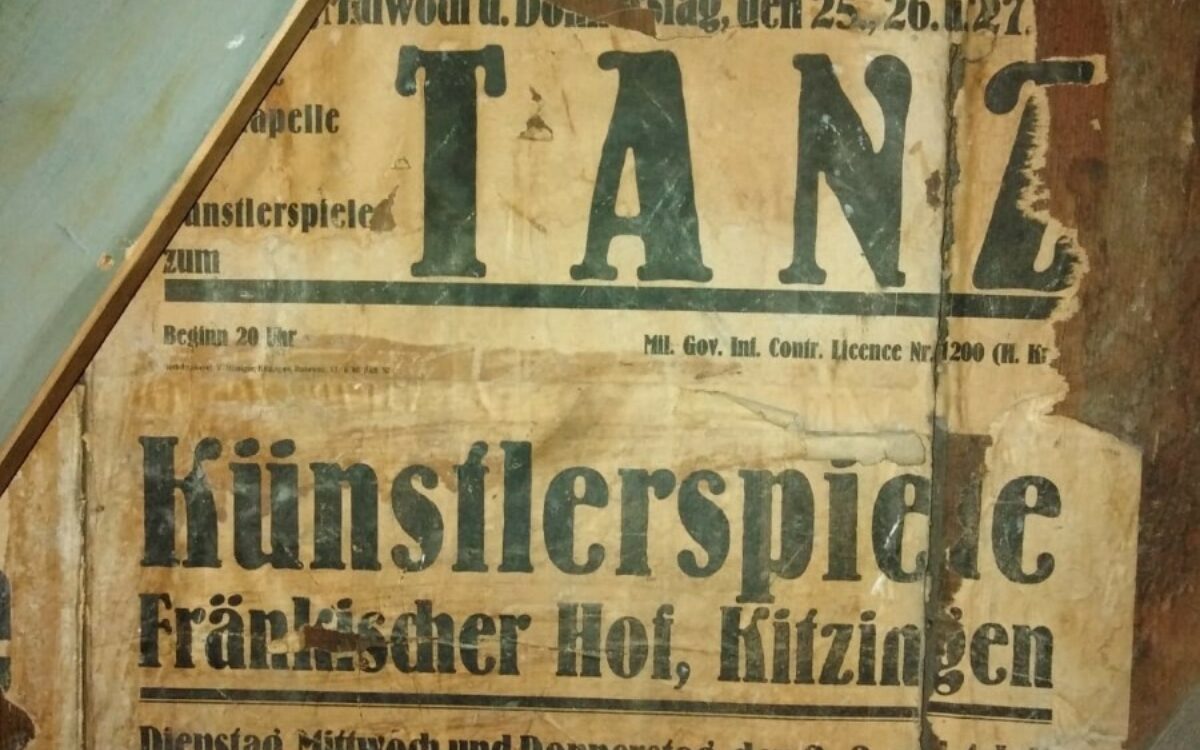 Mittwoch u. Donnerstag, den 25., 26. u. 27.
TANZ
apelle
ünstlerspiele
zum
Beginn 20 Uhr
Mil. Gov. Inf. Contr. Licence Nr. 1200 (H. Kr
Künstlerspiele
Fränkischer Hof, Kitzingen
Dienstag, Mittwoch und Donnerstag, den